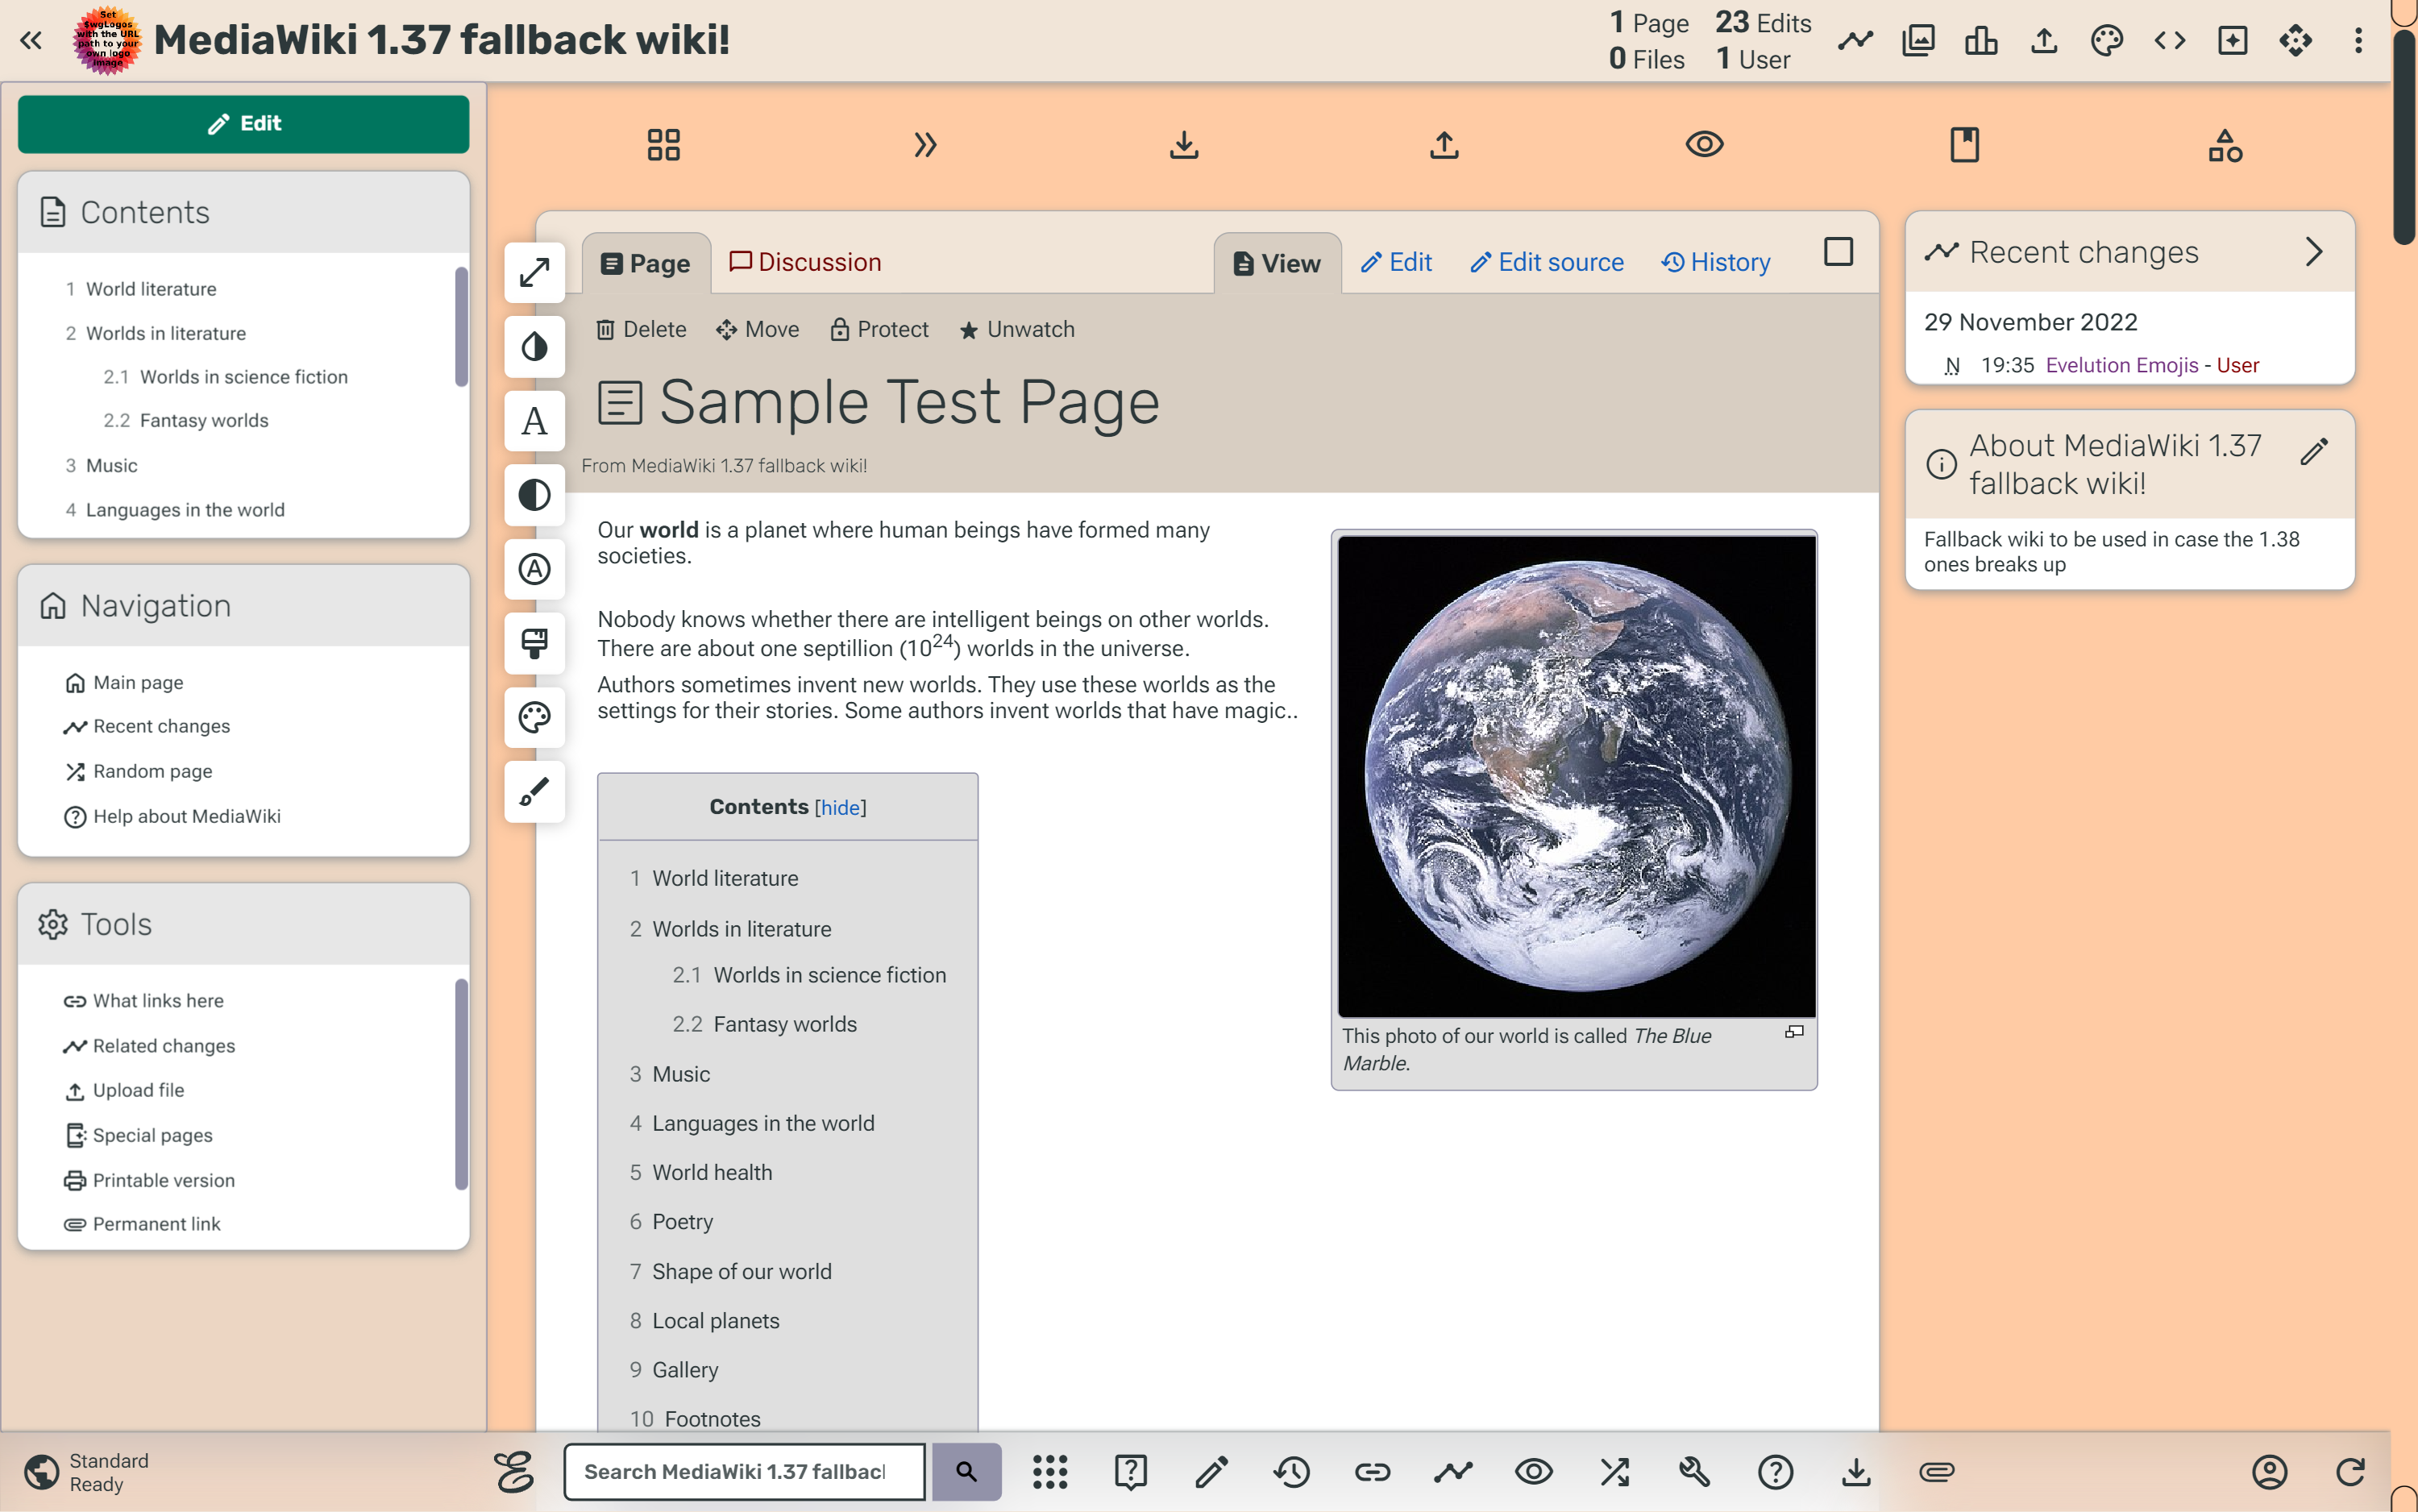 Set
$wgLogos
with the URL
path to your
own logo
image
MediaWiki 1.37 fallback wiki!
1 Page 23 Edits
0 Files 1 User
Edit
Contents
1 World literature
2 Worlds in literature
2.1 Worlds in science fiction
2.2 Fantasy worlds
3 Music
4 Languages in the world
Navigation
Main page
Recent changes
Random page
Help about MediaWiki
Tools
What links here
Related changes
Upload file
Special pages
Printable version
Permanent link
Page Discussion View Edit Edit source History
Delete Move Protect Unwatch
Sample Test Page
From MediaWiki 1.37 fallback wiki!
Our world is a planet where human beings have formed many
societies.
Nobody knows whether there are intelligent beings on other worlds.
There are about one septillion (10²⁴) worlds in the universe.
Authors sometimes invent new worlds. They use these worlds as the
settings for their stories. Some authors invent worlds that have magic..
Contents [hide]
1 World literature
2 Worlds in literature
2.1 Worlds in science fiction
2.2 Fantasy worlds
3 Music
4 Languages in the world
5 World health
6 Poetry
7 Shape of our world
8 Local planets
9 Gallery
10 Footnotes
This photo of our world is called The Blue
Marble.
Recent changes
29 November 2022
N 19:35 Evelution Emojis - User
About MediaWiki 1.37
fallback wiki!
Fallback wiki to be used in case the 1.38
ones breaks up
Standard
Ready
Search MediaWiki 1.37 fallbac